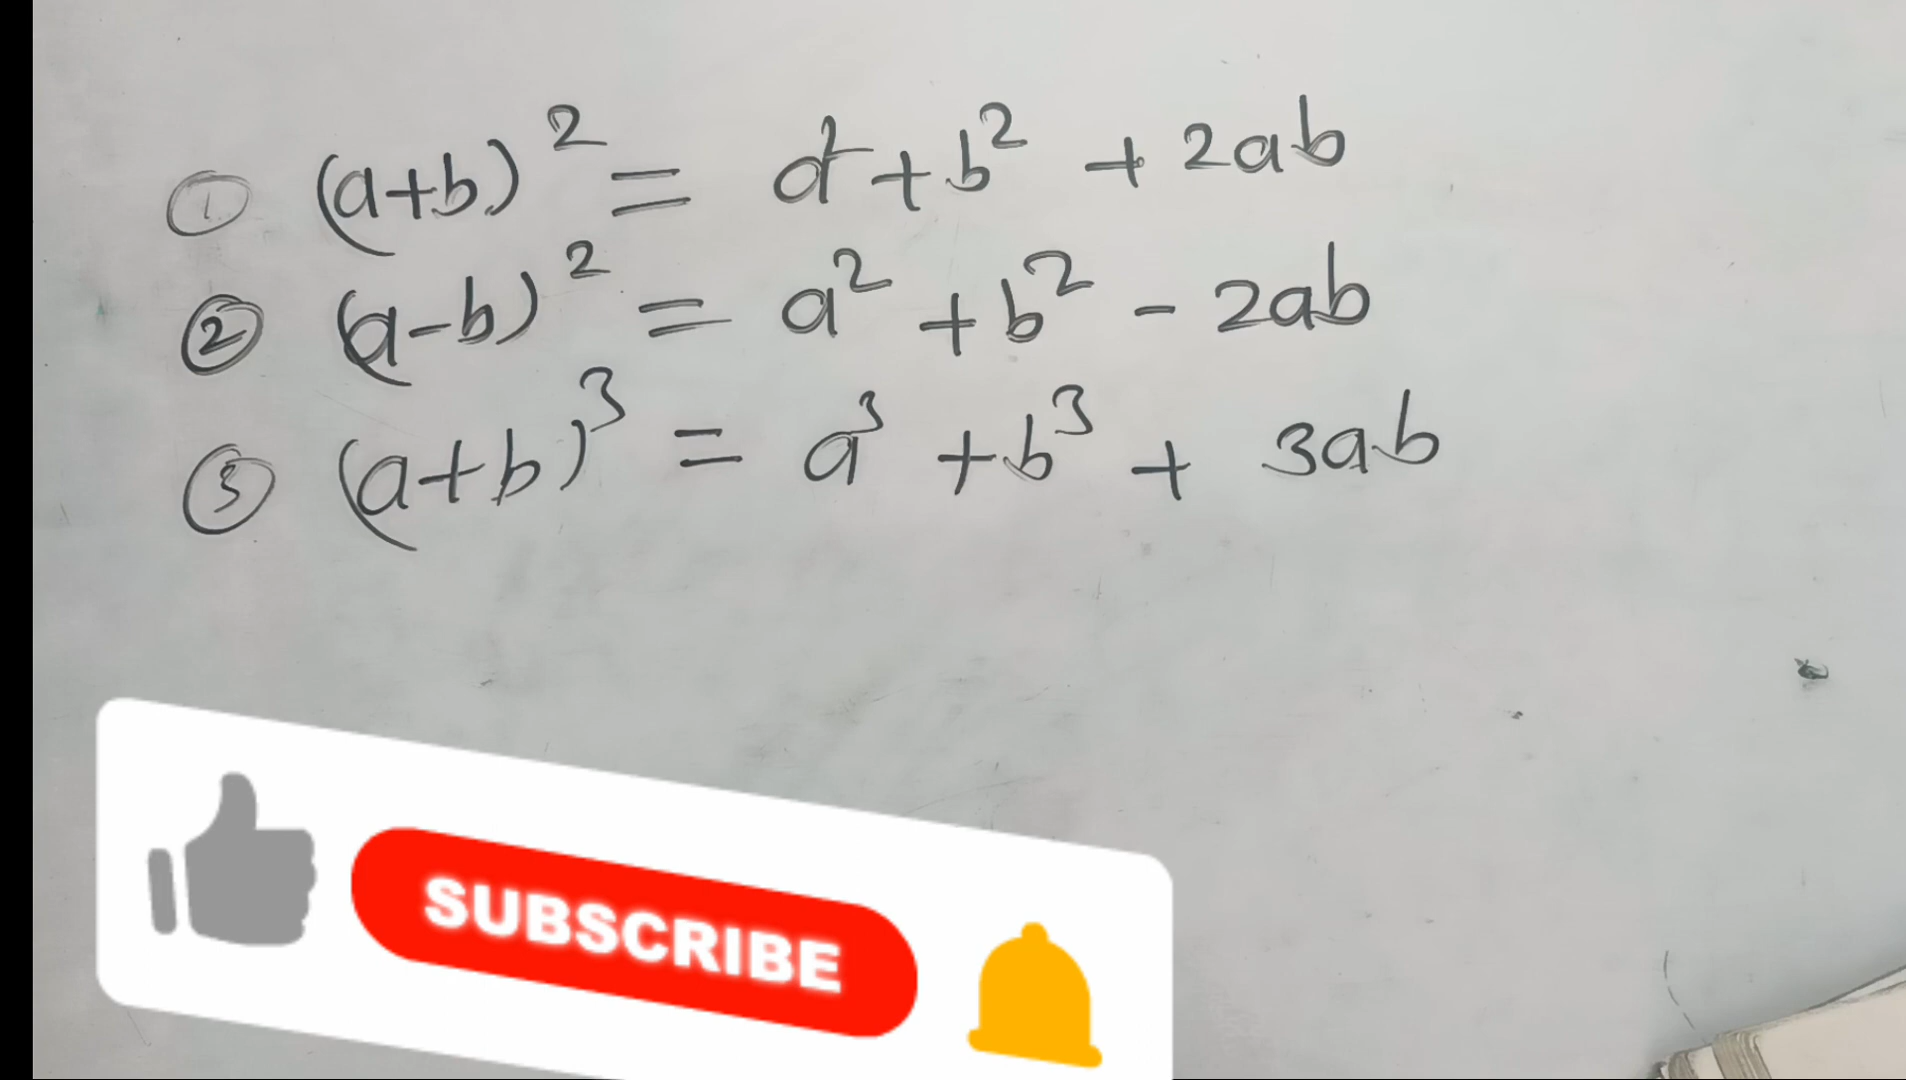 ① (a+b)² = a²+b² + 2ab
② (a-b)² = a² +b² - 2ab
③ (a+b)³ = a³ +b³ + 3ab
SUBSCRIBE